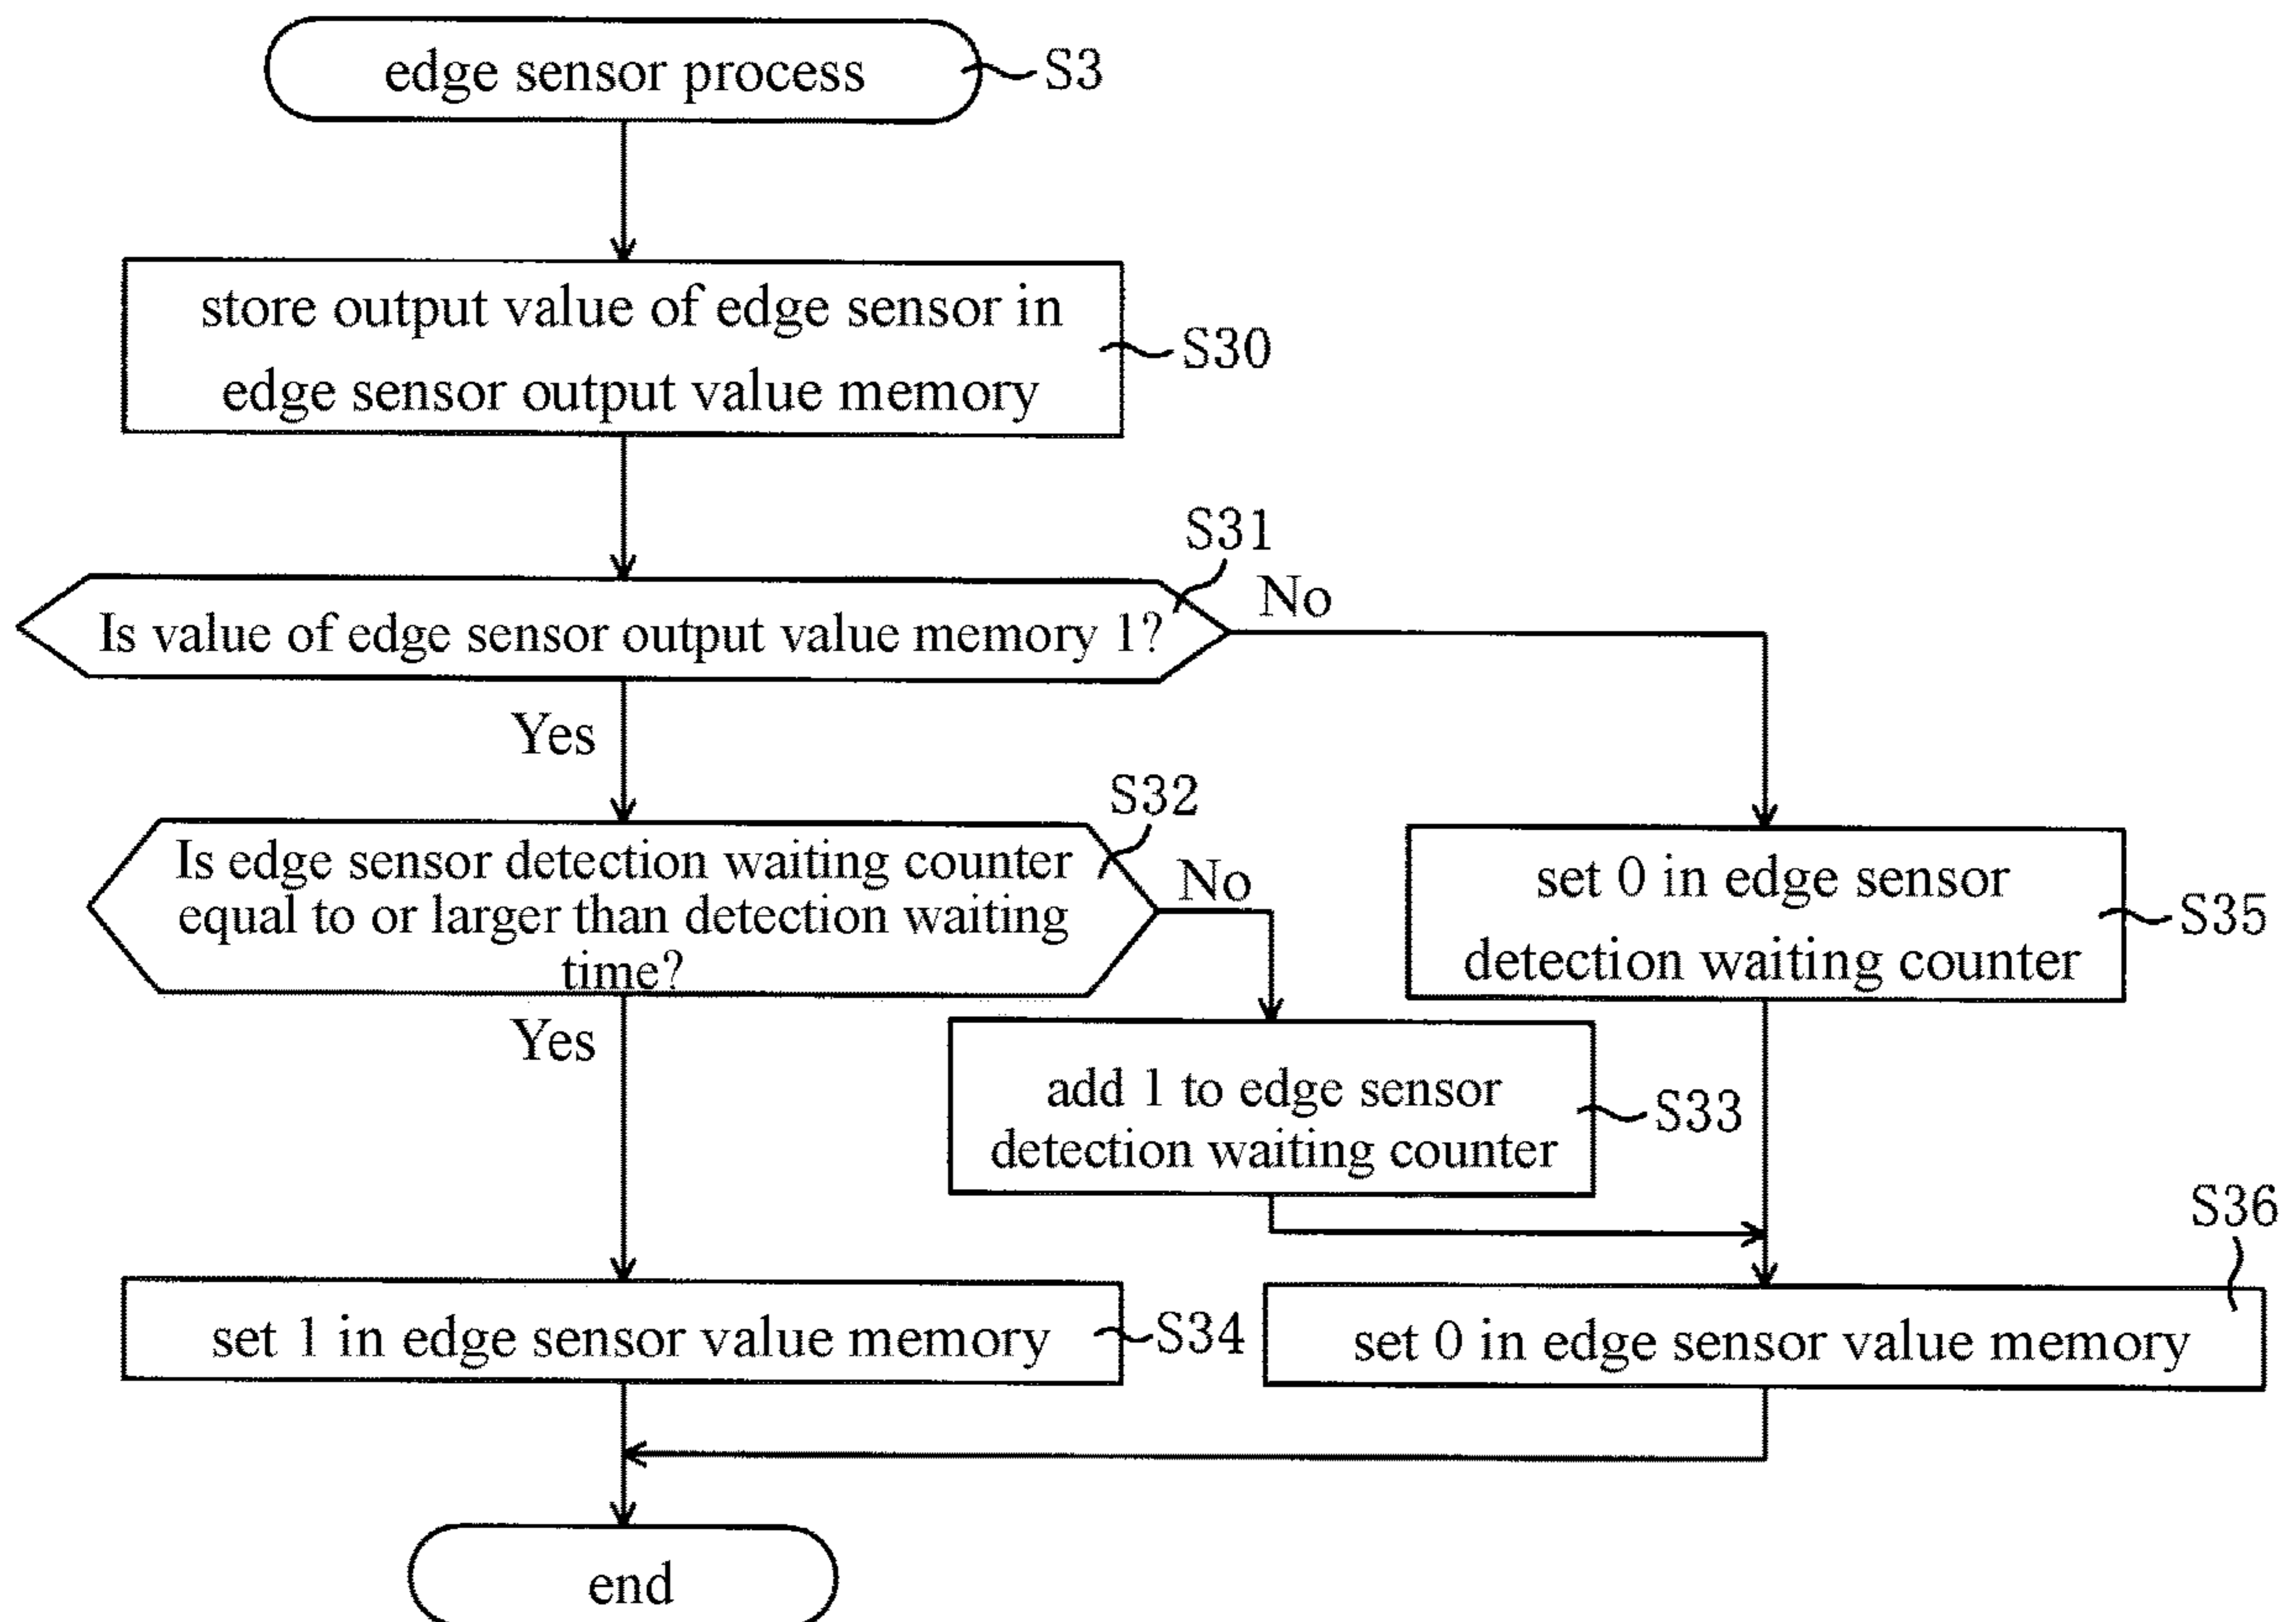 edge sensor process
S3
store output value of edge sensor in
edge sensor output value memory
S30
S31
Is value of edge sensor output value memory 1?
No
Yes
S32
Is edge sensor detection waiting counter
equal to or larger than detection waiting
time?
No
Yes
set 0 in edge sensor
detection waiting counter
S35
add 1 to edge sensor
detection waiting counter
S33
S36
set 1 in edge sensor value memory
S34
set 0 in edge sensor value memory
end